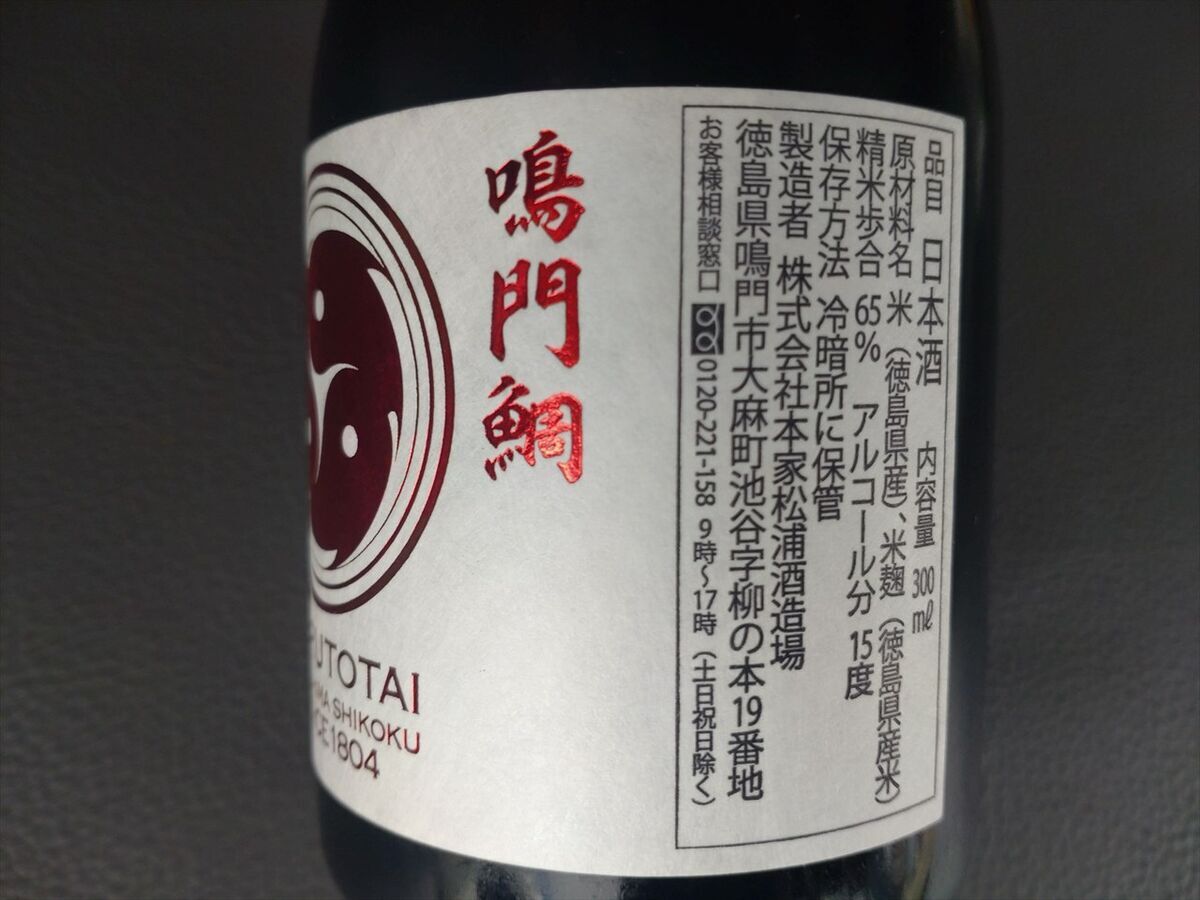 品目 日本酒 内容量 300㎖
原材料名 米（徳島県産）、米麹（徳島県産米）
精米歩合 65% アルコール分 15度
保存方法 冷暗所に保管
製造者 株式会社本家松浦酒造場
徳島県鳴門市大麻町池谷字柳の本19番地
お客様相談窓口 0120-221-158 9時～17時（土日祝日除く）
鳴門鯛
UTOTAI
MA SHIKOKU
CE1804